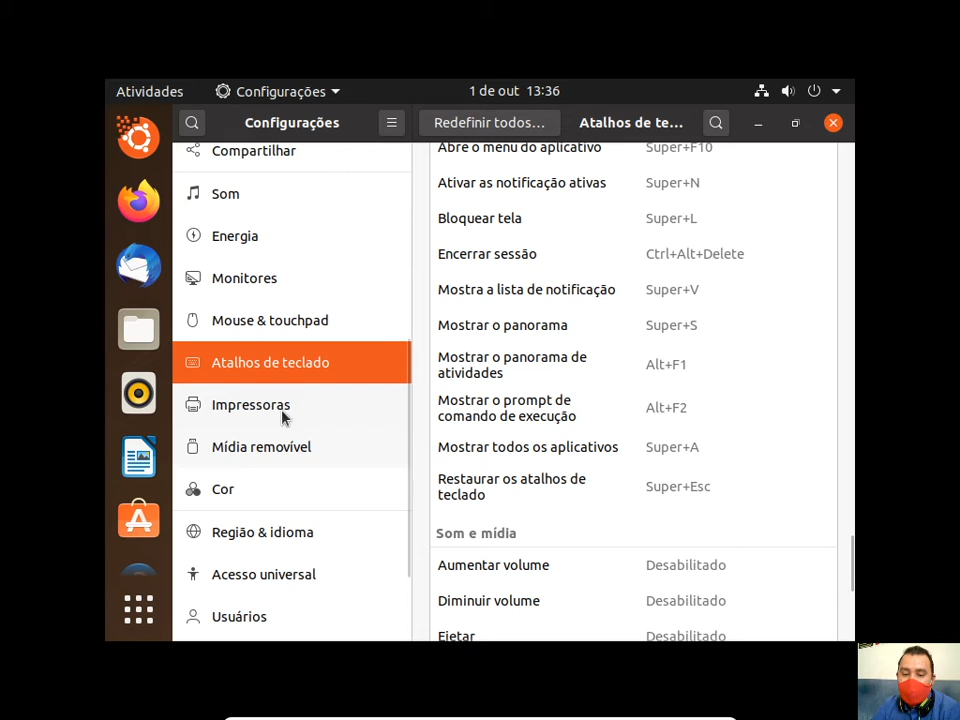 Atividades
Configurações
1 de out 13:36
Configurações
Redefinir todos...
Atalhos de te...
Compartilhar
Som
Energia
Monitores
Mouse & touchpad
Atalhos de teclado
Impressoras
Mídia removível
Cor
Região & idioma
Acesso universal
Usuários
Abre o menu do aplicativo Super+F10
Ativar as notificação ativas Super+N
Bloquear tela Super+L
Encerrar sessão Ctrl+Alt+Delete
Mostra a lista de notificação Super+V
Mostrar o panorama Super+S
Mostrar o panorama de
atividades Alt+F1
Mostrar o prompt de
comando de execução Alt+F2
Mostrar todos os aplicativos Super+A
Restaurar os atalhos de
teclado Super+Esc
Som e mídia
Aumentar volume Desabilitado
Diminuir volume Desabilitado
Ejetar Desabilitado